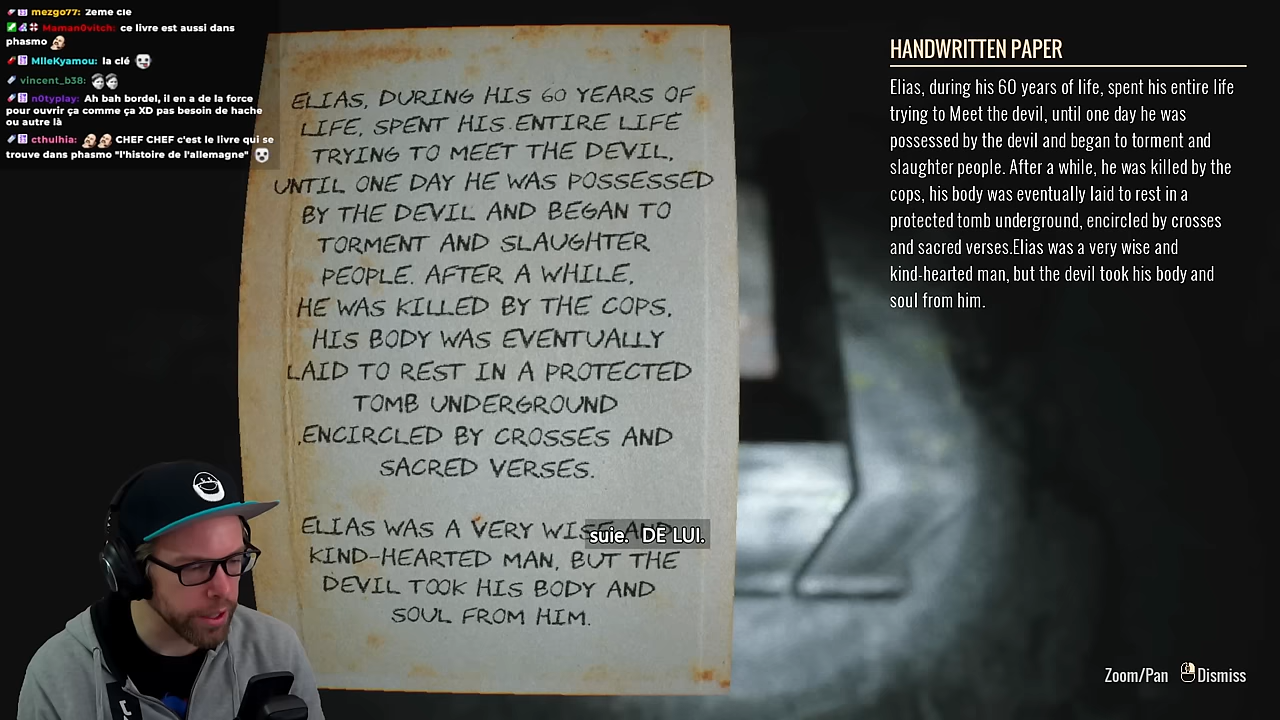 mezgo77: 2eme cle
Maman0vitch: ce livre est aussi dans
phasmo
MlleKyamou: la clé
vincent_b38:
n0typlay: Ah bah bordel, il en a de la force
pour ouvrir ça comme ça XD pas besoin de hache
ou autre là
cthulhia: CHEF CHEF c'est le livre qui se
trouve dans phasmo "l'histoire de l'allemagne"
ELIAS, DURING HIS 60 YEARS OF
LIFE, SPENT HIS ENTIRE LIFE
TRYING TO MEET THE DEVIL,
UNTIL ONE DAY HE WAS POSSESSED
BY THE DEVIL AND BEGAN TO
TORMENT AND SLAUGHTER
PEOPLE. AFTER A WHILE,
HE WAS KILLED BY THE COPS,
HIS BODY WAS EVENTUALLY
LAID TO REST IN A PROTECTED
TOMB UNDERGROUND
,ENCIRCLED BY CROSSES AND
SACRED VERSES.
ELIAS WAS A VERY WISE AND
KIND-HEARTED MAN, BUT THE
DEVIL TOOK HIS BODY AND
SOUL FROM HIM.
suie. DE LUI.
HANDWRITTEN PAPER
Elias, during his 60 years of life, spent his entire life
trying to Meet the devil, until one day he was
possessed by the devil and began to torment and
slaughter people. After a while, he was killed by the
cops, his body was eventually laid to rest in a
protected tomb underground, encircled by crosses
and sacred verses.Elias was a very wise and
kind-hearted man, but the devil took his body and
soul from him.
Zoom/Pan Dismiss